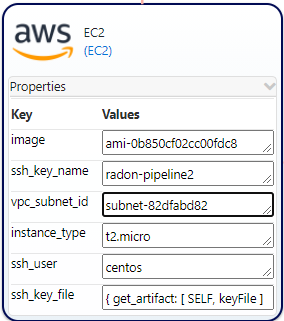 aws
EC2
(EC2)
Properties
Key Values
image ami-0b850cf02cc00fdc8
ssh_key_name radon-pipeline2
vpc_subnet_id subnet-82dfabd82
instance_type t2.micro
ssh_user centos
ssh_key_file { get_artifact: [ SELF, keyFile ]